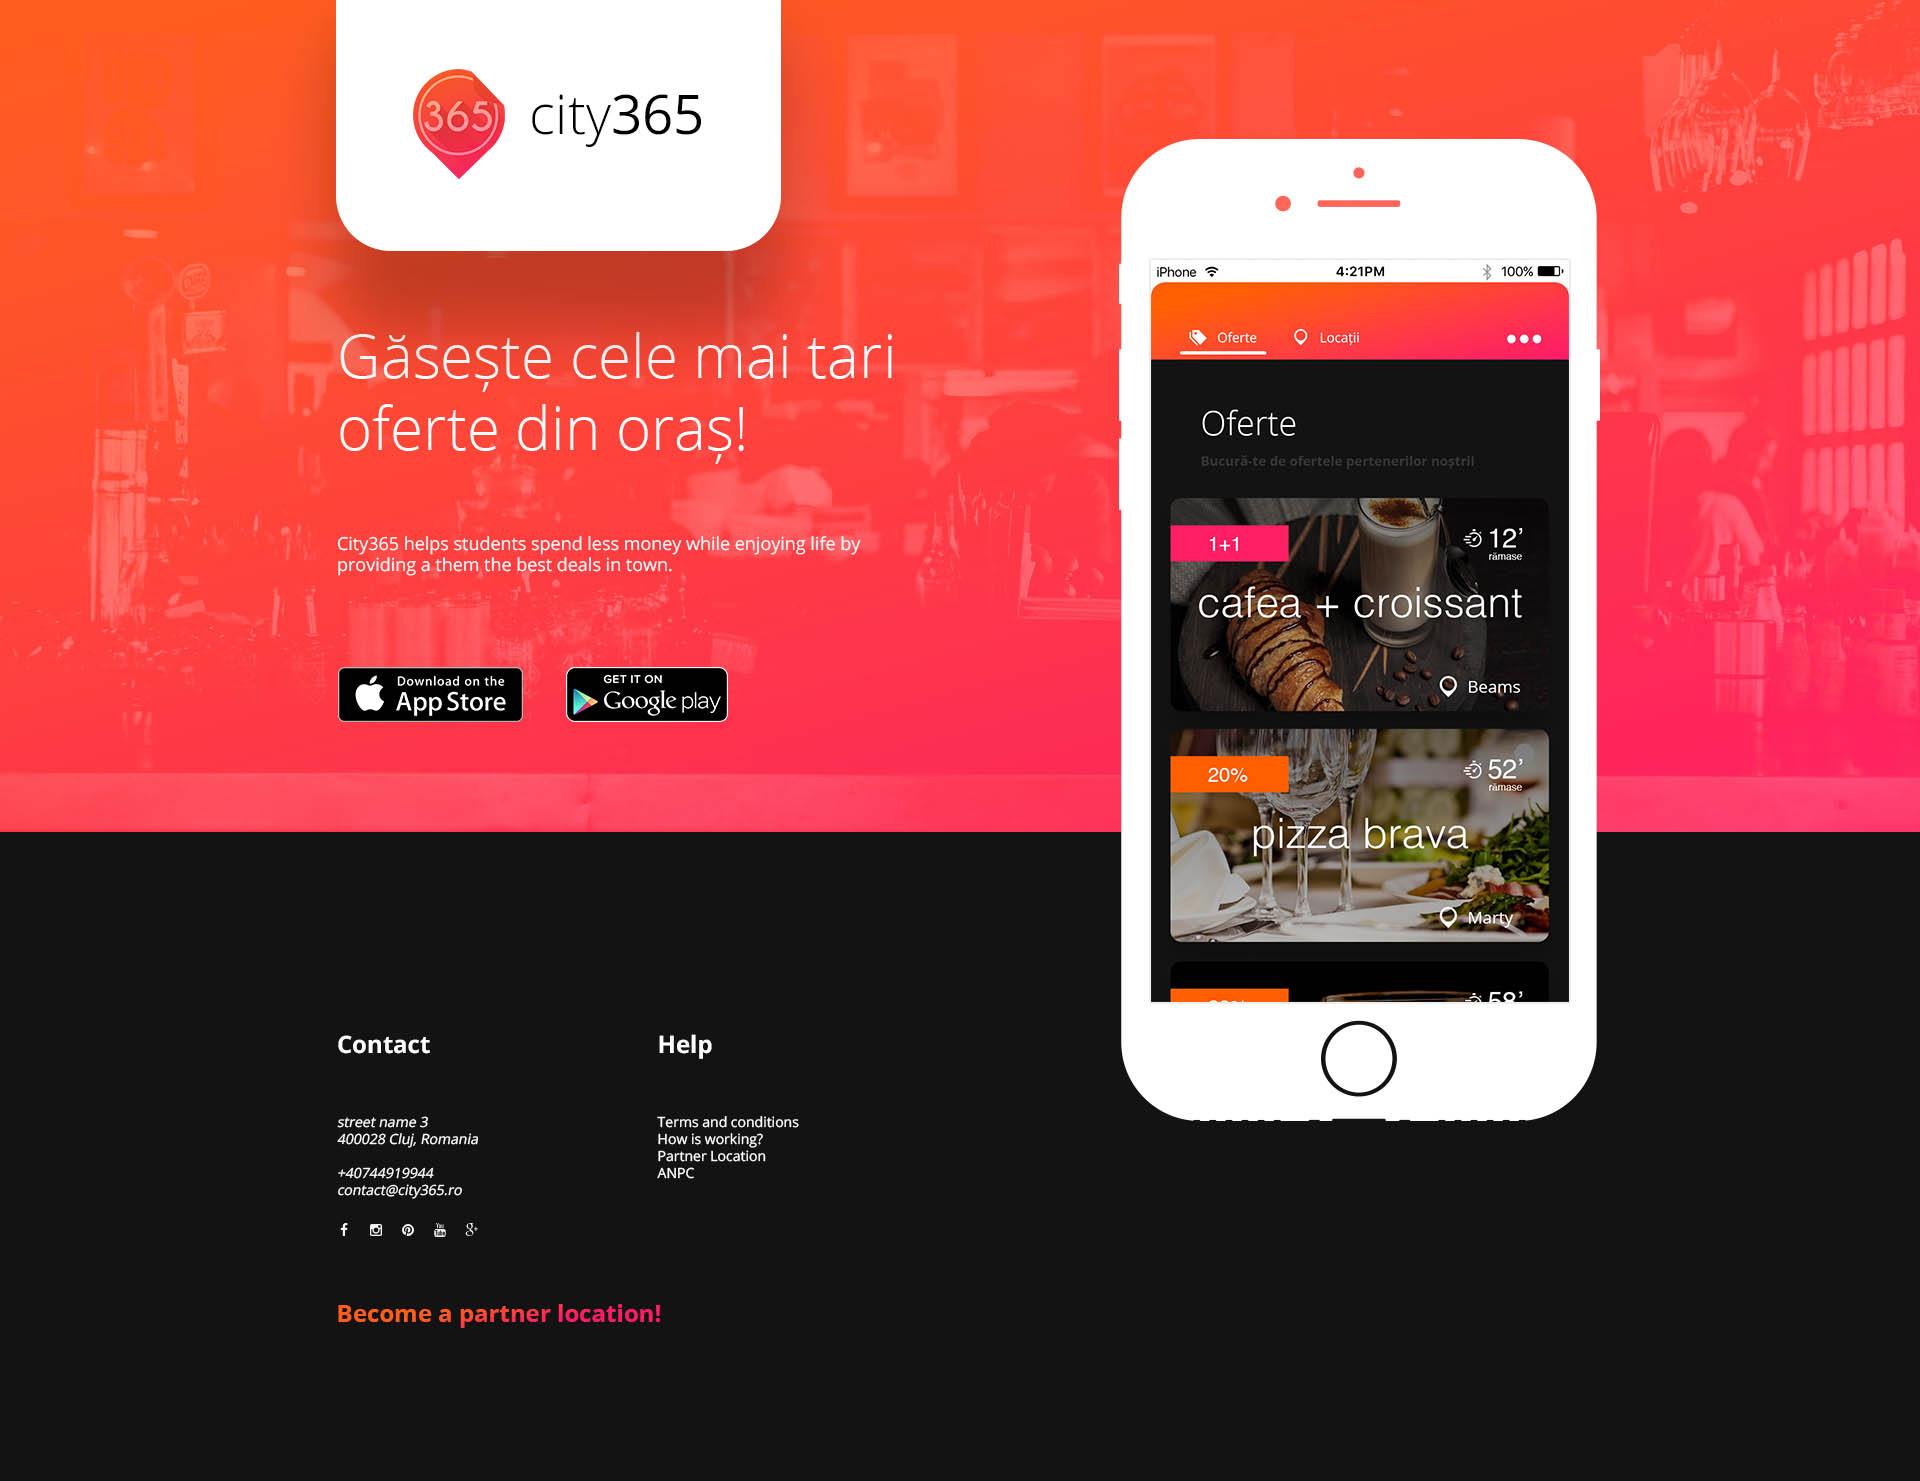 365
city365
Găsește cele mai tari
oferte din oraș!
City365 helps students spend less money while enjoying life by
providing a them the best deals in town.
Download on the
App Store
GET IT ON
Google play
iPhone
4:21PM
100%
Oferte
Locații
Oferte
Bucură-te de ofertele pertenerilor noștrii
1+1
12’
rămase
cafea + croissant
Beams
20%
52’
rămase
pizza brava
Marty
58’
Contact
street name 3
400028 Cluj, Romania
+40744919944
contact@city365.ro
You
Tube
g+
Help
Terms and conditions
How is working?
Partner Location
ANPC
Become a partner location!